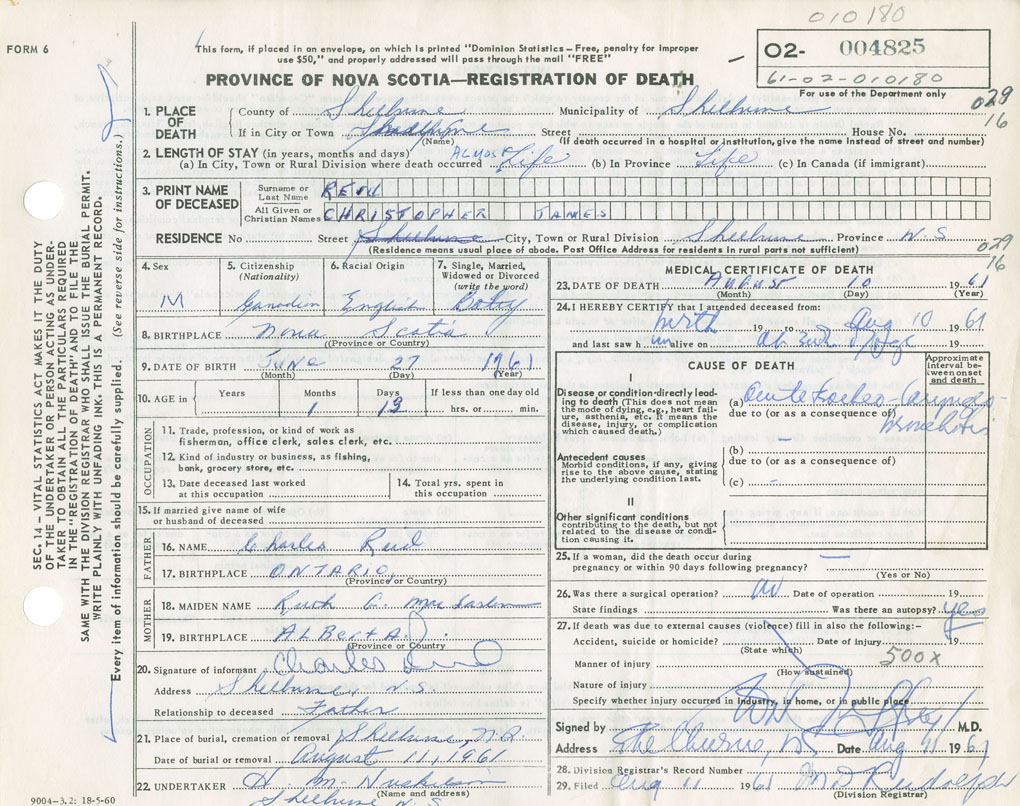 010180
FORM 6
This form, if placed in an envelope, on which is printed "Dominion Statistics – Free, penalty for improper
use $50," and properly addressed will pass through the mail "FREE"
PROVINCE OF NOVA SCOTIA—REGISTRATION OF DEATH
O2- 004825
61-02-010180
For use of the Department only
029
16
1. PLACE OF DEATH
County of Shelburne Municipality of Shelburne
If in City or Town Street House No.
(Name) (If death occurred in a hospital or institution, give the name instead of street and number)
2. LENGTH OF STAY (in years, months and days)
(a) In City, Town or Rural Division where death occurred ALMOST Life (b) In Province Life (c) In Canada (if immigrant)
3. PRINT NAME OF DECEASED
Surname or Last Name REID
All Given or Christian Names CHRISTOPHER JAMES
RESIDENCE No Street Shelburne City, Town or Rural Division Shelburne Province N.S
(Residence means usual place of abode. Post Office Address for residents in rural parts not sufficient)
029
16
4. Sex M
5. Citizenship (Nationality) Canadian
6. Racial Origin English
7. Single, Married, Widowed or Divorced (write the word) Baby
8. BIRTHPLACE Nova Scotia
(Province or Country)
9. DATE OF BIRTH June 27 1961
(Month) (Day) (Year)
10. AGE in Years Months 1 Days 13 If less than one day old hrs. or min.
OCCUPATION
11. Trade, profession, or kind of work as fisherman, office clerk, sales clerk, etc.
12. Kind of industry or business, as fishing, bank, grocery store, etc.
13. Date deceased last worked at this occupation
14. Total yrs. spent in this occupation
15. If married give name of wife or husband of deceased
FATHER
16. NAME Charles Reid
17. BIRTHPLACE ONTARIO
(Province or Country)
MOTHER
18. MAIDEN NAME Ruth C. Mac
19. BIRTHPLACE ALBERTA
(Province or Country
20. Signature of informant Charles Reid
Address Shelburne, N.S.
Relationship to deceased Father
21. Place of burial, cremation or removal Shelburne N.S.
Date of burial or removal August 11, 1961
22. UNDERTAKER H M
(Name and address)
Shelburne N.S.
9004-3.2: 18-5-60
MEDICAL CERTIFICATE OF DEATH
23. DATE OF DEATH August 10 19 61
(Month) (Day) (Year)
24. I HEREBY CERTIFY that I attended deceased from:
birth 19 to Aug 10 1961
and last saw him alive on 19
CAUSE OF DEATH
Approximate interval between onset and death
I
Disease or condition directly leading to death (This does not mean the mode of dying, e.g., heart failure, asthenia, etc. It means the disease, injury, or complication which caused death.)
(a) Acute tracheo-laryngo-bronchitis
due to (or as a consequence of)
Antecedent causes
Morbid conditions, if any, giving rise to the above cause, stating the underlying condition last.
(b)
due to (or as a consequence of)
(c) -
II
Other significant conditions
contributing to the death, but not related to the disease or condition causing it.
25. If a woman, did the death occur during pregnancy or within 90 days following pregnancy? —
(Yes or No)
26. Was there a surgical operation? no Date of operation 19
State findings Was there an autopsy? yes
27. If death was due to external causes (violence) fill in also the following:-
Accident, suicide or homicide? Date of injury 19
(State which)
Manner of injury 500X
(How sustained)
Nature of injury
Specify whether injury occurred in industry, in home, or in public place
Signed by M.D.
Address Shelburne, NS Date Aug 11 1961
28. Division Registrar's Record Number
29. Filed Aug 11 1961 M D Rudolph
(Division Registrar)
SEC. 14 – VITAL STATISTICS ACT MAKES IT THE DUTY
OF THE UNDERTAKER OR PERSON ACTING AS UNDER-
TAKER TO OBTAIN ALL THE PARTICULARS REQUIRED
IN THE "REGISTRATION OF DEATH" AND TO FILE THE
SAME WITH THE DIVISION REGISTRAR WHO SHALL ISSUE THE BURIAL PERMIT.
WRITE PLAINLY WITH UNFADING INK. THIS IS A PERMANENT RECORD.
Every item of information should be carefully supplied. (See reverse side for instructions.)